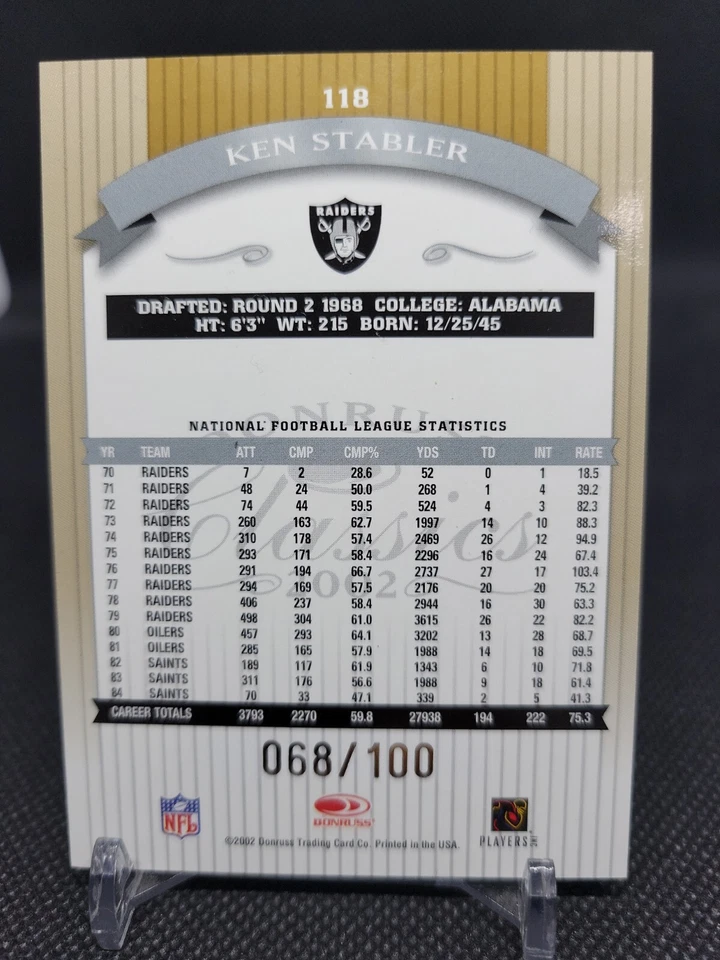 118
KEN STABLER
RAIDERS
DRAFTED: ROUND 2 1968 COLLEGE: ALABAMA
HT: 6'3" WT: 215 BORN: 12/25/45
DONRUSS
Classics
2002
NATIONAL FOOTBALL LEAGUE STATISTICS
YR TEAM ATT CMP CMP% YDS TD INT RATE
70 RAIDERS 7 2 28.6 52 0 1 18.5
71 RAIDERS 48 24 50.0 268 1 4 39.2
72 RAIDERS 74 44 59.5 524 4 3 82.3
73 RAIDERS 260 163 62.7 1997 14 10 88.3
74 RAIDERS 310 178 57.4 2469 26 12 94.9
75 RAIDERS 293 171 58.4 2296 16 24 67.4
76 RAIDERS 291 194 66.7 2737 27 17 103.4
77 RAIDERS 294 169 57.5 2176 20 20 75.2
78 RAIDERS 406 237 58.4 2944 16 30 63.3
79 RAIDERS 498 304 61.0 3615 26 22 82.2
80 OILERS 457 293 64.1 3202 13 28 68.7
81 OILERS 285 165 57.9 1988 14 18 69.5
82 SAINTS 189 117 61.9 1343 6 10 71.8
83 SAINTS 311 176 56.6 1988 9 18 61.4
84 SAINTS 70 33 47.1 339 2 5 41.3
CAREER TOTALS 3793 2270 59.8 27938 194 222 75.3
068/100
NFL
DONRUSS
PLAYERS INC
©2002 Donruss Trading Card Co. Printed in the USA.